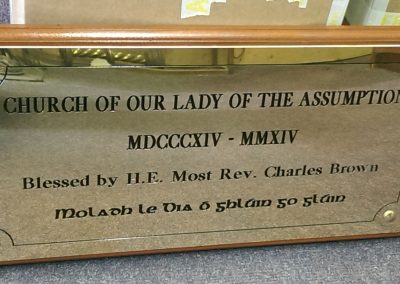 CHURCH OF OUR LADY OF THE ASSUMPTION
MDCCCXIV - MMXIV
Blessed by H.E. Most Rev. Charles Brown
Moladh le Dia ó ghlúin go glúin